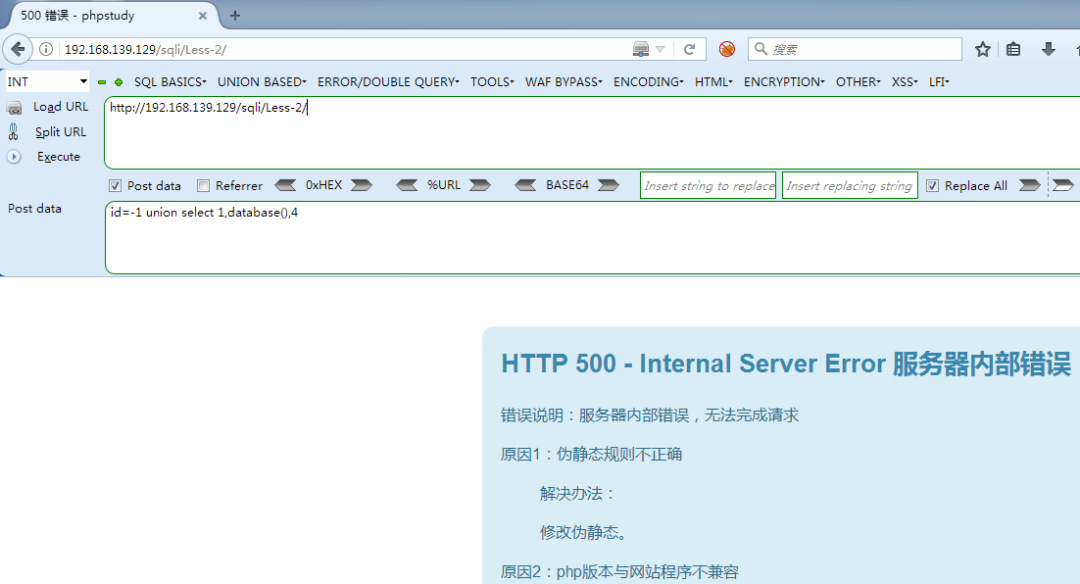 500 错误 - phpstudy
192.168.139.129/sqli/Less-2/
搜索
INT
SQL BASICS
UNION BASED
ERROR/DOUBLE QUERY
TOOLS
WAF BYPASS
ENCODING
HTML
ENCRYPTION
OTHER
XSS
LFI
Load URL
http://192.168.139.129/sqli/Less-2/
Split URL
Execute
Post data
Referrer
0xHEX
%URL
BASE64
Insert string to replace
Insert replacing string
Replace All
Post data
id=-1 union select 1,database(),4
HTTP 500 - Internal Server Error 服务器内部错误
错误说明：服务器内部错误，无法完成请求
原因1：伪静态规则不正确
解决办法：
修改伪静态。
原因2：php版本与网站程序不兼容